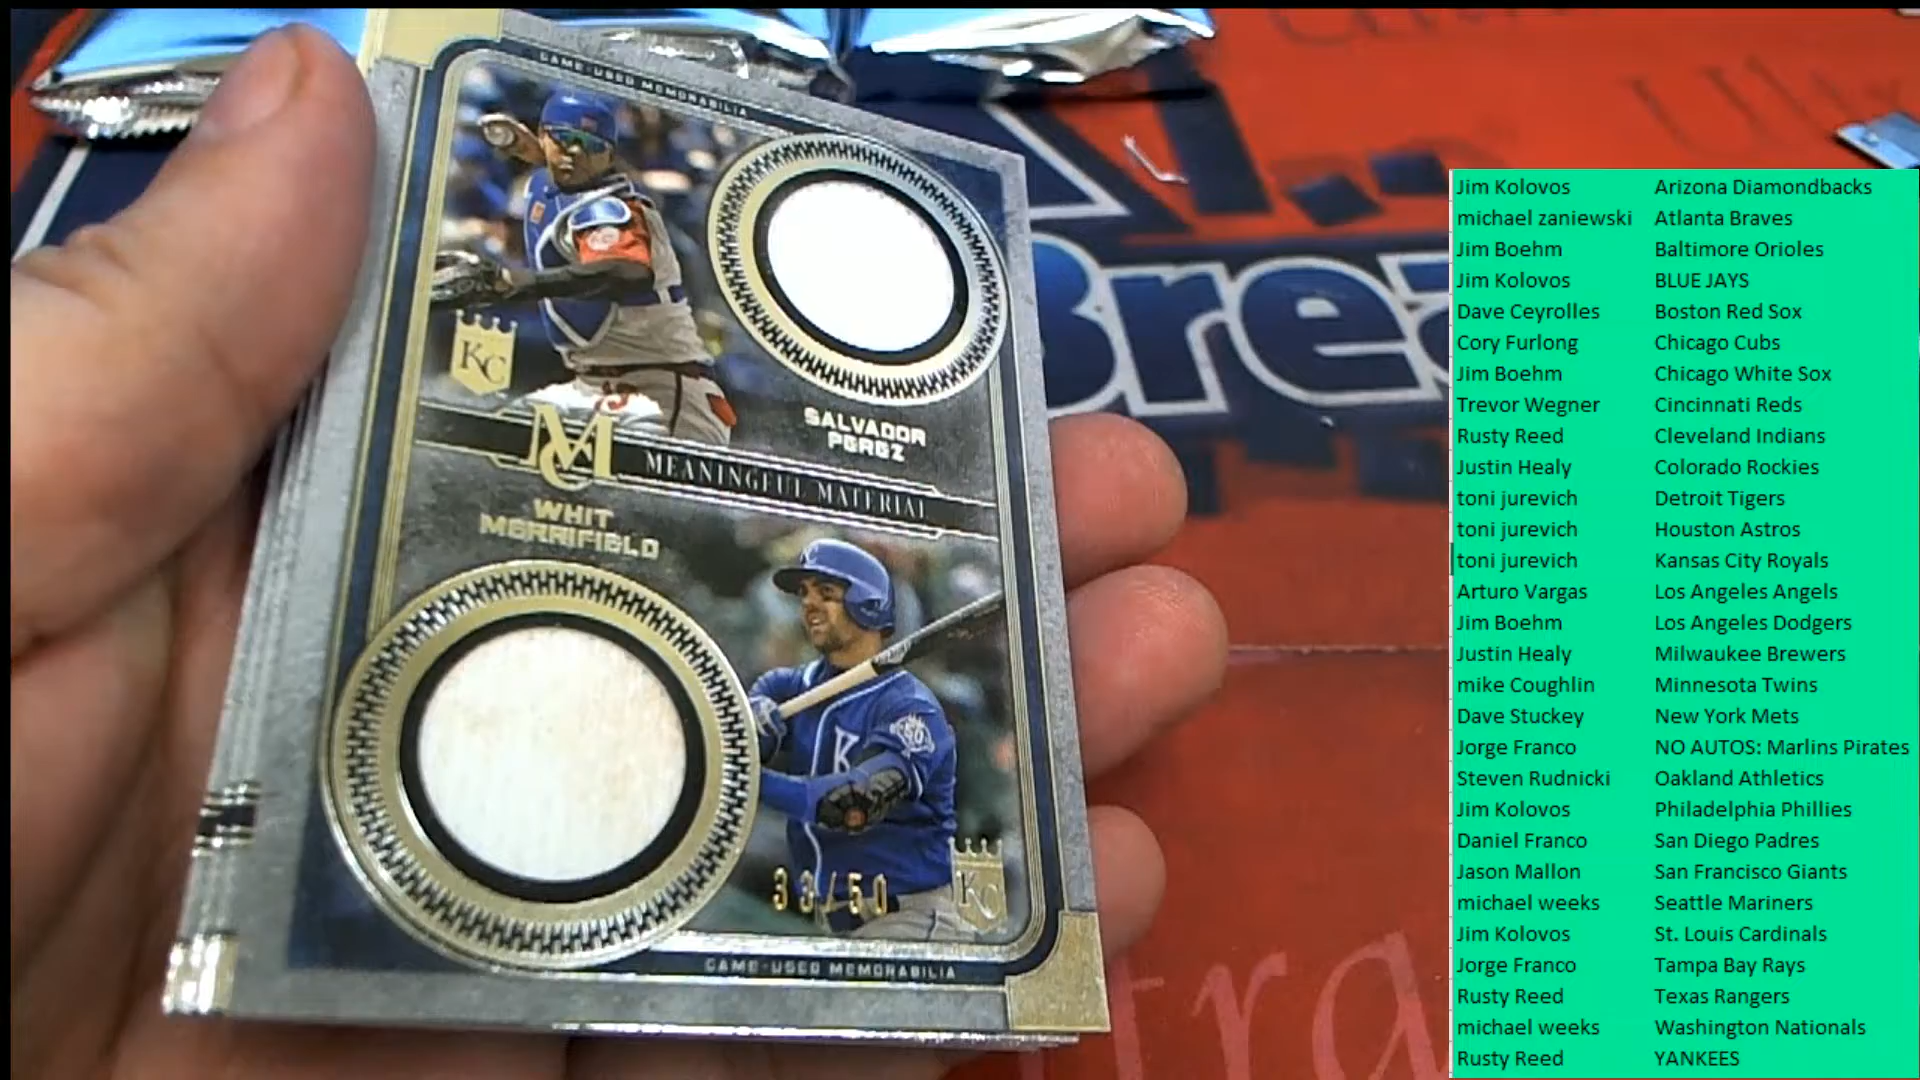 GAME-USED MEMORABILIA
KC
SALVADOR
PEREZ
MEANINGFUL MATERIAL
WHIT
MERRIFIELD
33/50
KC
GAME-USED MEMORABILIA
Brea
tra
Jim Kolovos Arizona Diamondbacks
michael zaniewski Atlanta Braves
Jim Boehm Baltimore Orioles
Jim Kolovos BLUE JAYS
Dave Ceyrolles Boston Red Sox
Cory Furlong Chicago Cubs
Jim Boehm Chicago White Sox
Trevor Wegner Cincinnati Reds
Rusty Reed Cleveland Indians
Justin Healy Colorado Rockies
toni jurevich Detroit Tigers
toni jurevich Houston Astros
toni jurevich Kansas City Royals
Arturo Vargas Los Angeles Angels
Jim Boehm Los Angeles Dodgers
Justin Healy Milwaukee Brewers
mike Coughlin Minnesota Twins
Dave Stuckey New York Mets
Jorge Franco NO AUTOS: Marlins Pirates
Steven Rudnicki Oakland Athletics
Jim Kolovos Philadelphia Phillies
Daniel Franco San Diego Padres
Jason Mallon San Francisco Giants
michael weeks Seattle Mariners
Jim Kolovos St. Louis Cardinals
Jorge Franco Tampa Bay Rays
Rusty Reed Texas Rangers
michael weeks Washington Nationals
Rusty Reed YANKEES